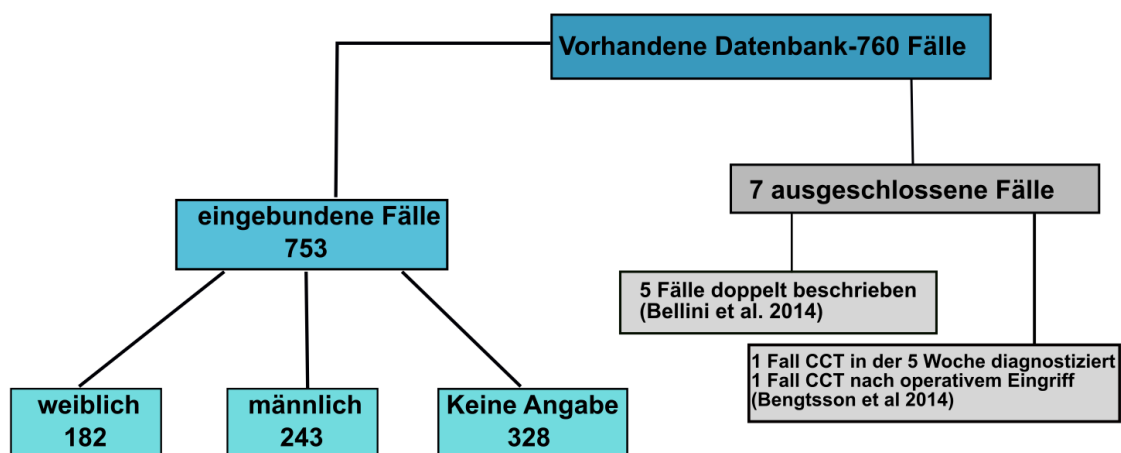 Vorhandene Datenbank-760 Fälle
7 ausgeschlossene Fälle
eingebundene Fälle
753
5 Fälle doppelt beschrieben
(Bellini et al. 2014)
1 Fall CCT in der 5 Woche diagnostiziert
1 Fall CCT nach operativem Eingriff
(Bengtsson et al 2014)
weiblich
182
männlich
243
Keine Angabe
328